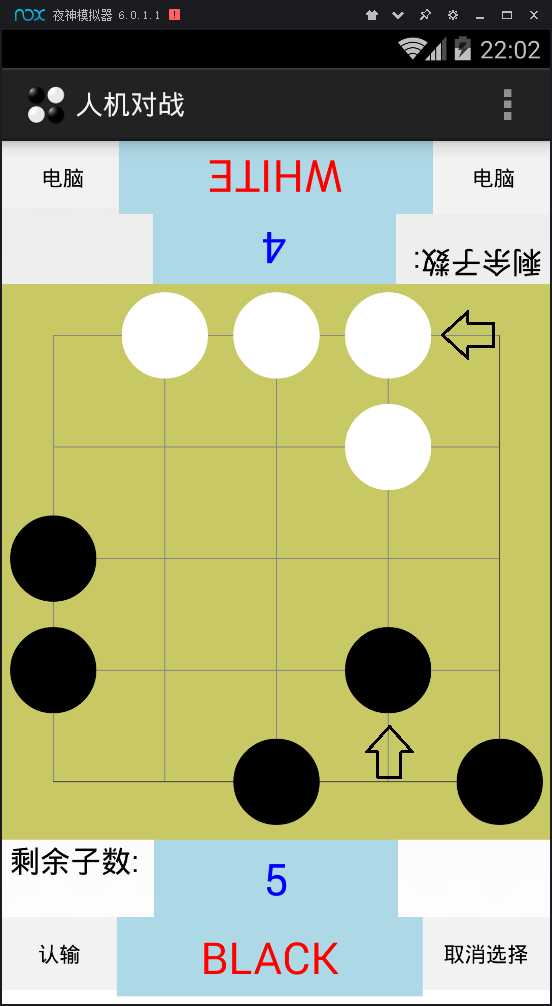 nox 夜神模拟器 6.0.1.1
22:02
人机对战
电脑 WHITE 电脑
4 剩余子数:
剩余子数: 5
认输 BLACK 取消选择